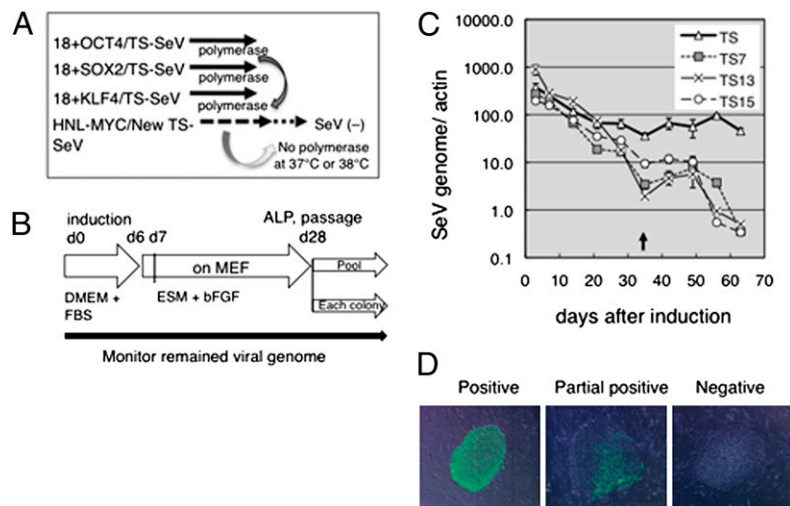 A
18+OCT4/TS-SeV
polymerase
18+SOX2/TS-SeV
polymerase
18+KLF4/TS-SeV
polymerase
HNL-MYC/New TS-
SeV
SeV (-)
No polymerase
at 37°C or 38°C
B
induction
d0
d6 d7
ALP, passage
d28
on MEF
Pool
Each colony
DMEM +
FBS
ESM + bFGF
Monitor remained viral genome
C
SeV genome/ actin
10000.0
1000.0
100.0
10.0
1.0
0.1
TS
TS7
TS13
TS15
0 10 20 30 40 50 60 70
days after induction
D
Positive Partial positive Negative